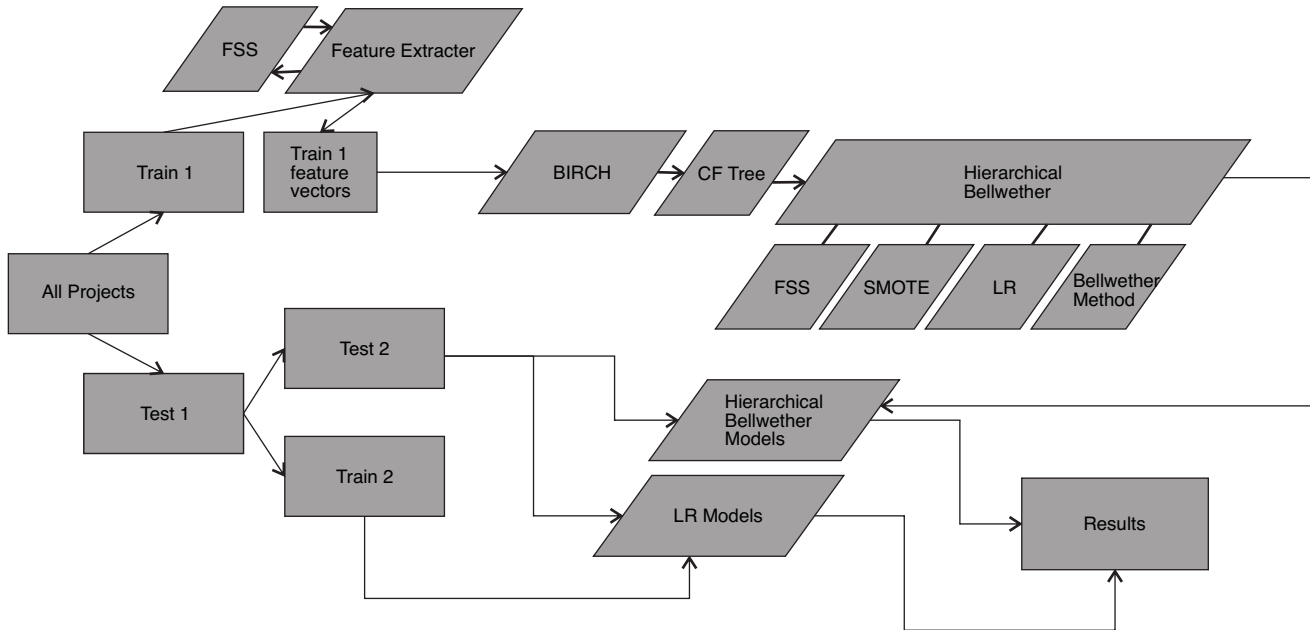 FSS
Feature Extracter
Train 1
Train 1
feature
vectors
BIRCH
CF Tree
Hierarchical
Bellwether
All Projects
FSS
SMOTE
LR
Bellwether
Method
Test 2
Test 1
Hierarchical
Bellwether
Models
Train 2
LR Models
Results